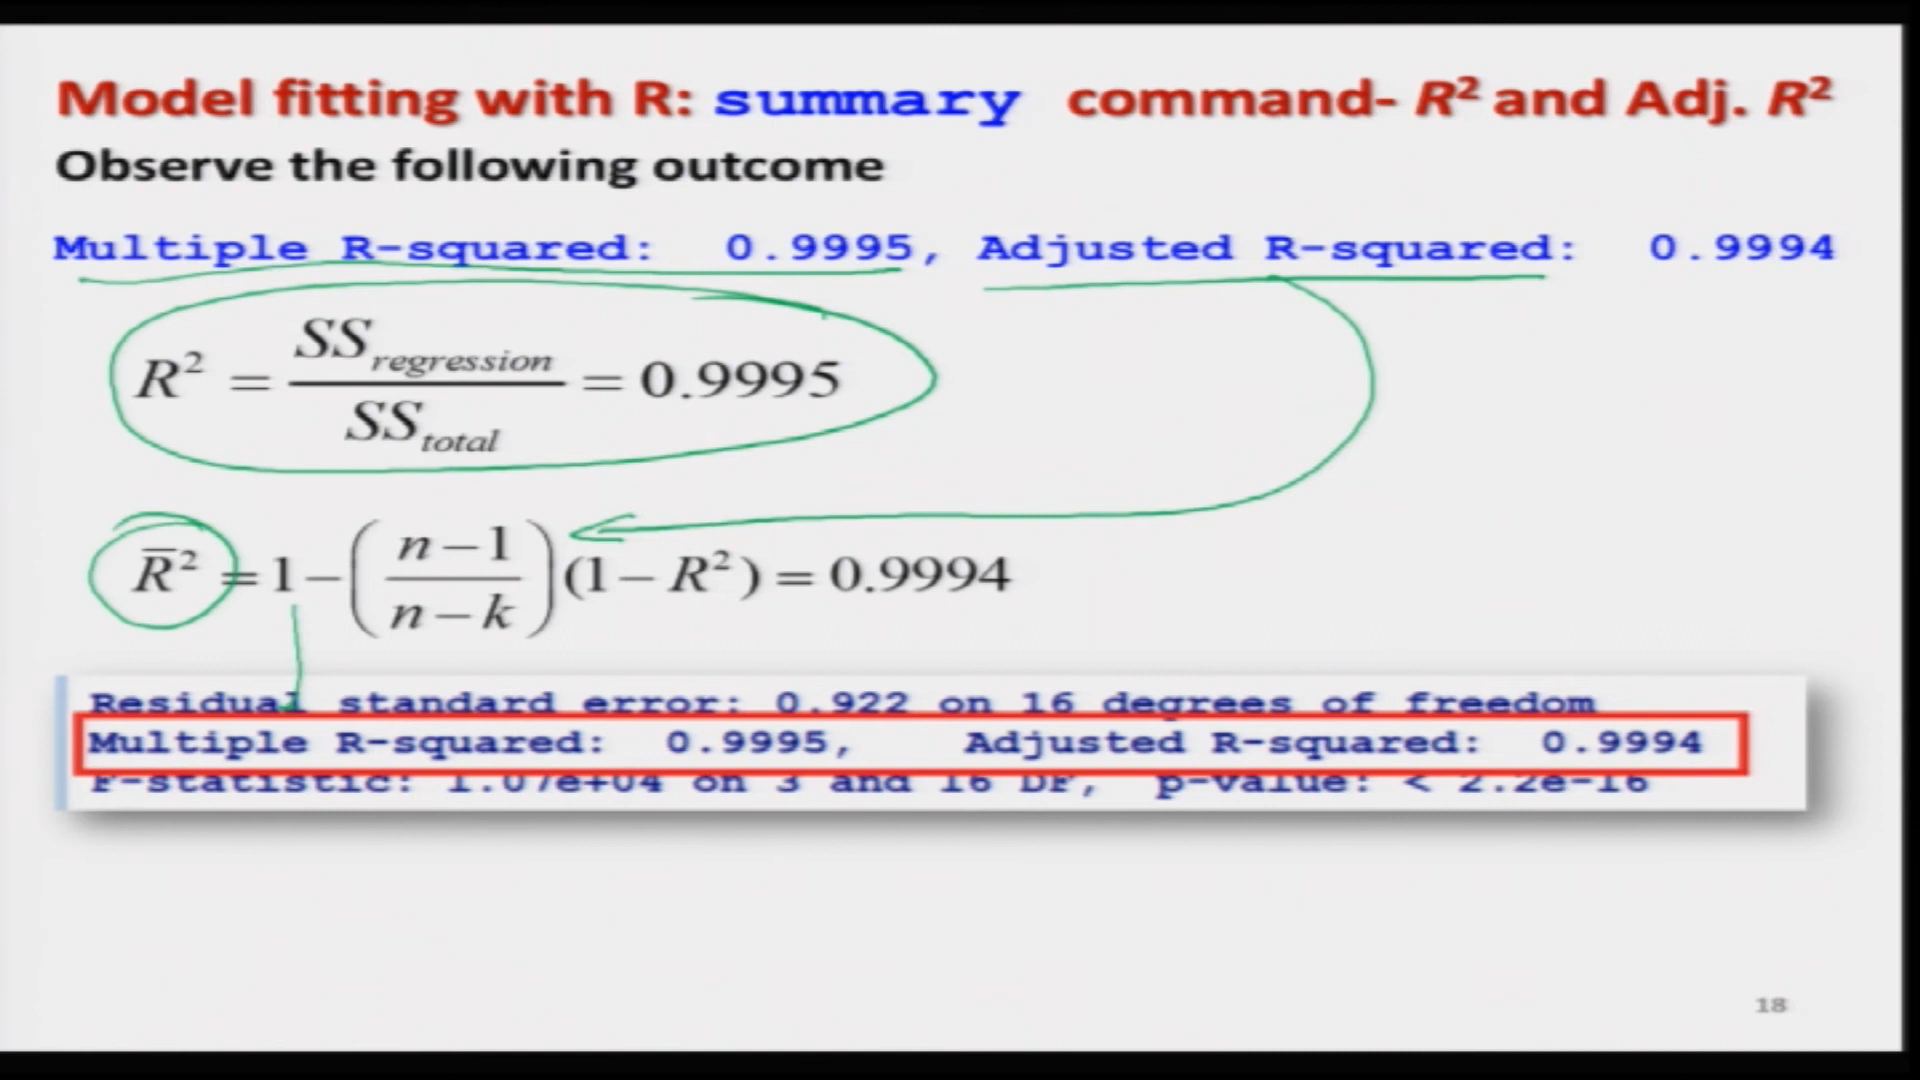 Model fitting with R: summary command- R² and Adj. R²
Observe the following outcome
Multiple R-squared: 0.9995, Adjusted R-squared: 0.9994
R² = SS_regression / SS_total = 0.9995
R̅² = 1 − ( (n − 1) / (n − k) ) (1 − R²) = 0.9994
Residual standard error: 0.922 on 16 degrees of freedom
Multiple R-squared: 0.9995, Adjusted R-squared: 0.9994
F-statistic: 1.07e+04 on 3 and 16 DF, p-value: < 2.2e-16
18